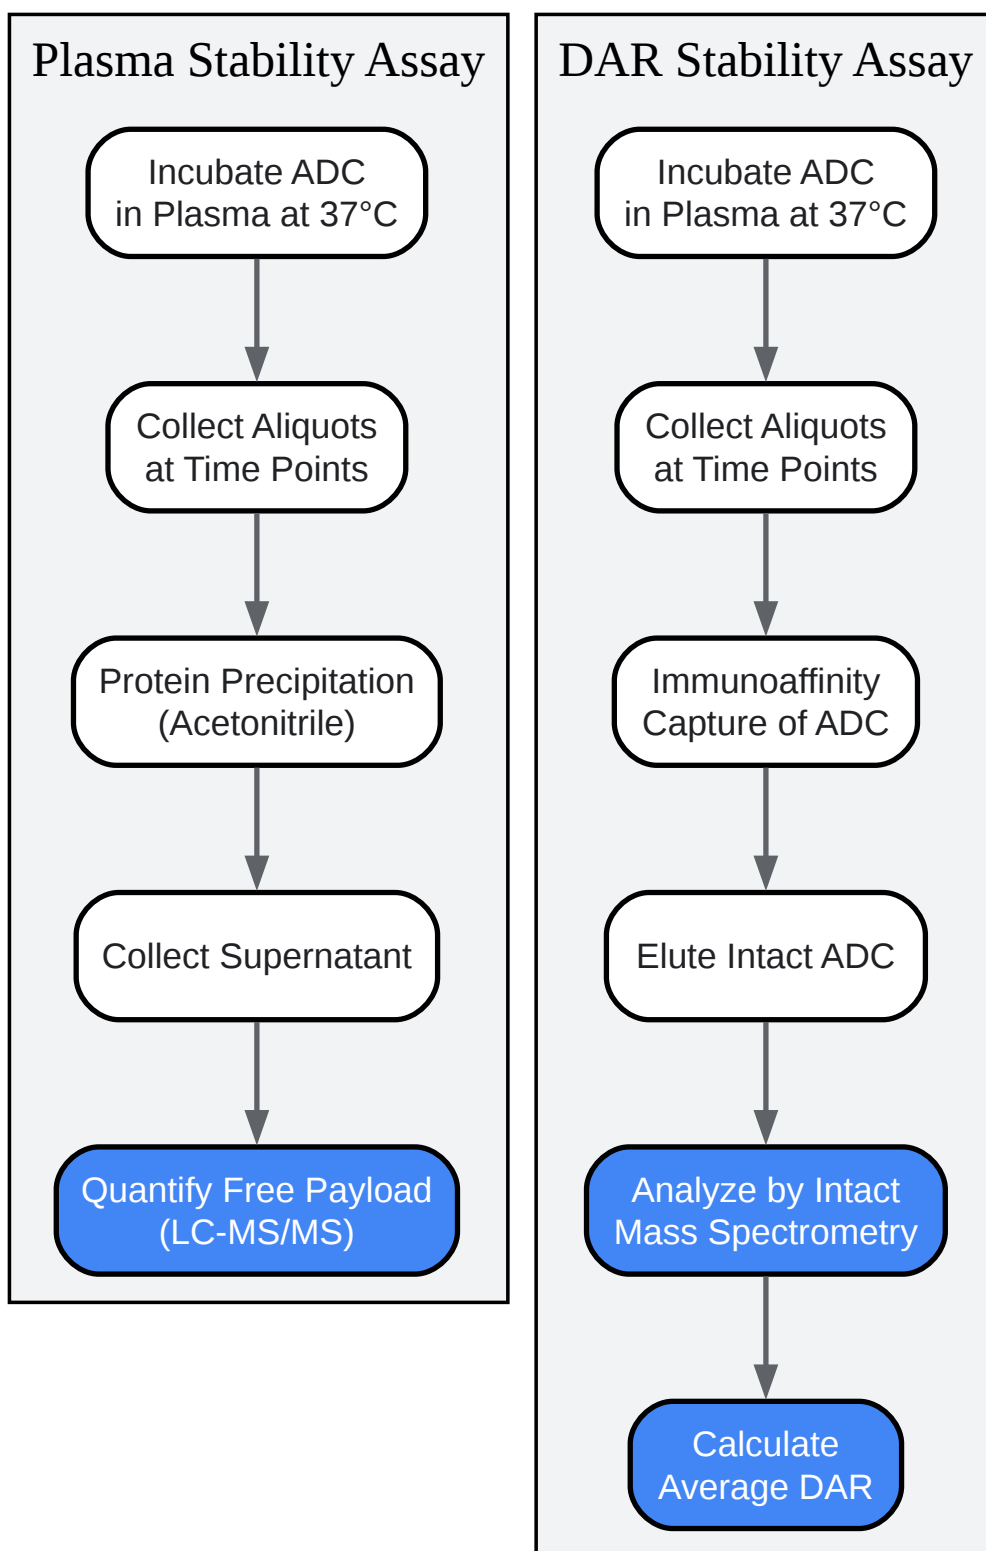 Plasma Stability Assay
Incubate ADC
in Plasma at 37°C
Collect Aliquots
at Time Points
Protein Precipitation
(Acetonitrile)
Collect Supernatant
Quantify Free Payload
(LC-MS/MS)
DAR Stability Assay
Incubate ADC
in Plasma at 37°C
Collect Aliquots
at Time Points
Immunoaffinity
Capture of ADC
Elute Intact ADC
Analyze by Intact
Mass Spectrometry
Calculate
Average DAR